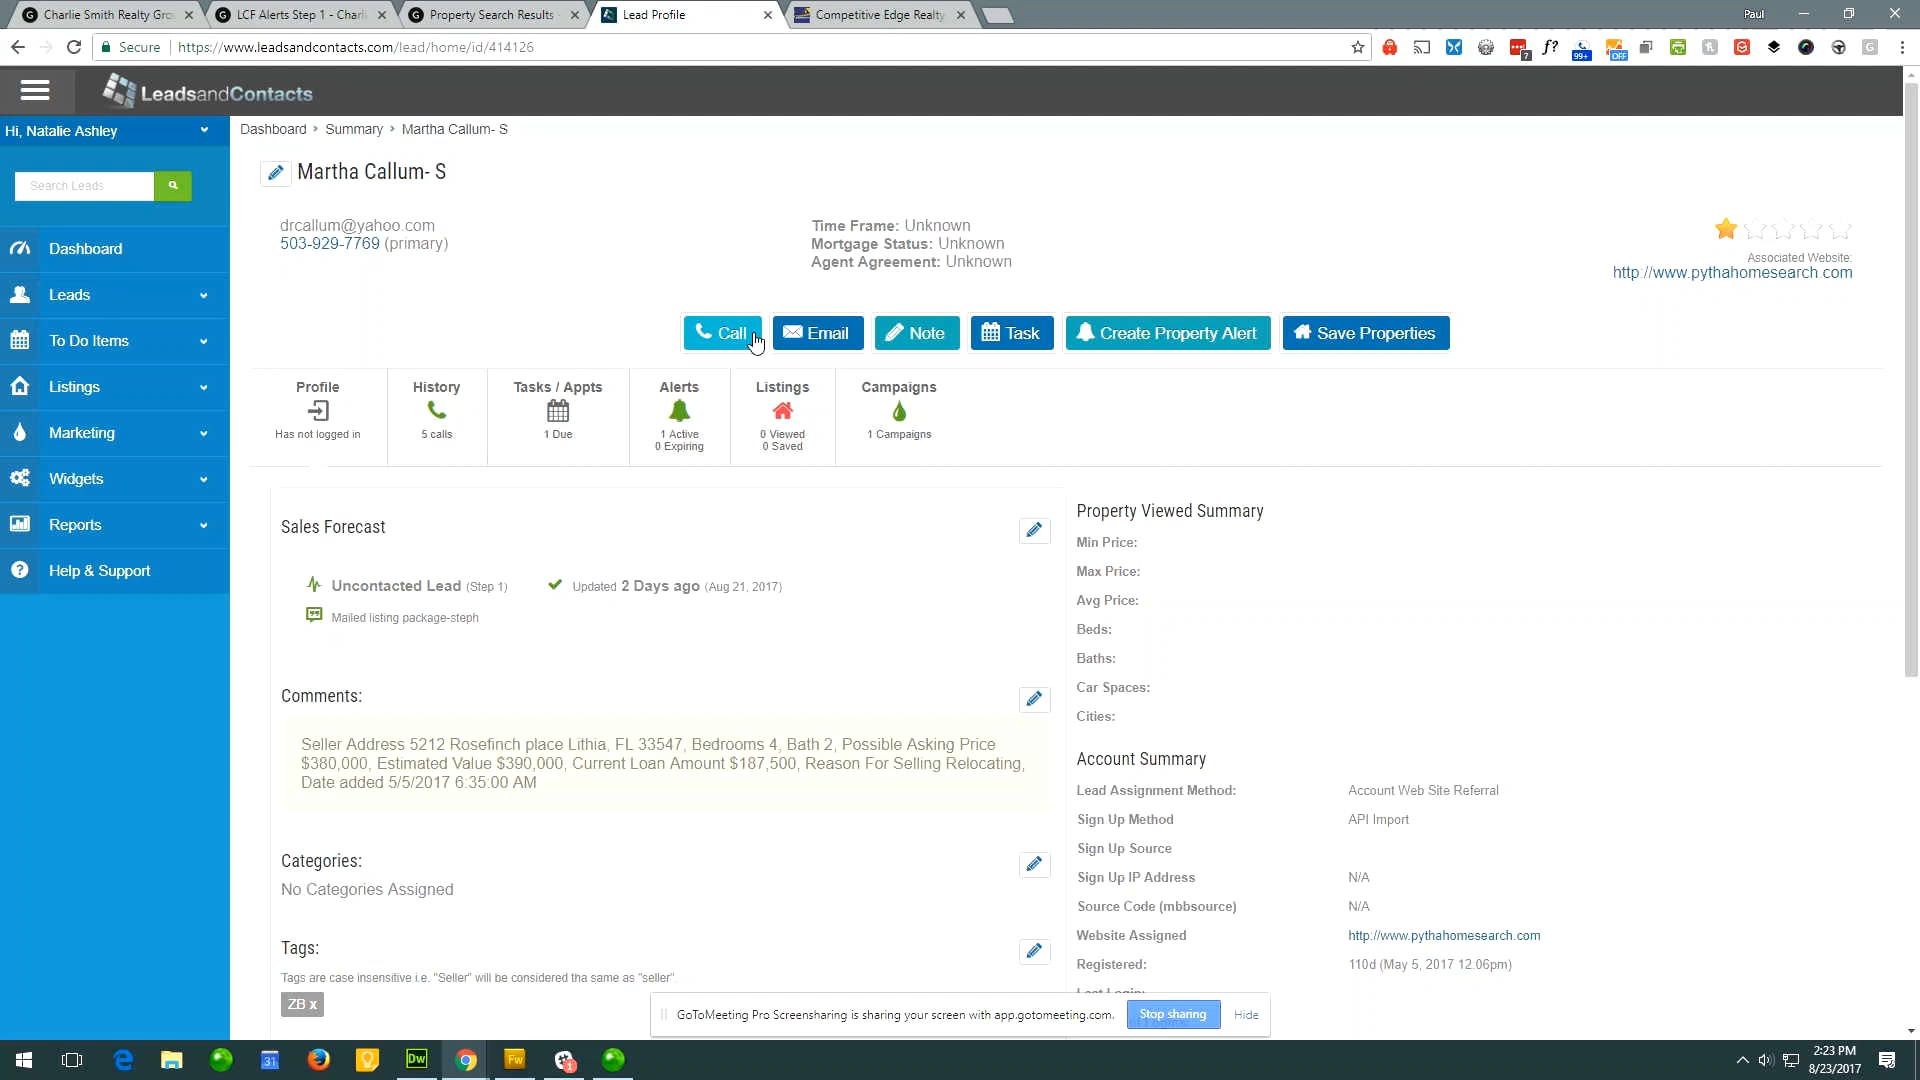 Charlie Smith Realty Gro
LCF Alerts Step 1 - Charli
Property Search Results
Lead Profile
Competitive Edge Realty
Paul
Secure
https://www.leadsandcontacts.com/lead/home/id/414126
7
f?
99+
OFF
LeadsandContacts
Hi, Natalie Ashley
Search Leads
Dashboard
Leads
To Do Items
Listings
Marketing
Widgets
Reports
Help & Support
Dashboard
Summary
Martha Callum- S
Martha Callum- S
drcallum@yahoo.com
503-929-7769 (primary)
Time Frame: Unknown
Mortgage Status: Unknown
Agent Agreement: Unknown
Associated Website:
http://www.pythahomesearch.com
Call
Email
Note
Task
Create Property Alert
Save Properties
Profile
Has not logged in
History
5 calls
Tasks / Appts
1 Due
Alerts
1 Active
0 Expiring
Listings
0 Viewed
0 Saved
Campaigns
1 Campaigns
Sales Forecast
Uncontacted Lead (Step 1)
Updated 2 Days ago (Aug 21, 2017)
Mailed listing package-steph
Comments:
Seller Address 5212 Rosefinch place Lithia, FL 33547, Bedrooms 4, Bath 2, Possible Asking Price
$380,000, Estimated Value $390,000, Current Loan Amount $187,500, Reason For Selling Relocating,
Date added 5/5/2017 6:35:00 AM
Categories:
No Categories Assigned
Tags:
Tags are case insensitive i.e. "Seller" will be considered tha same as "seller".
ZB x
Property Viewed Summary
Min Price:
Max Price:
Avg Price:
Beds:
Baths:
Car Spaces:
Cities:
Account Summary
Lead Assignment Method: Account Web Site Referral
Sign Up Method API Import
Sign Up Source
Sign Up IP Address N/A
Source Code (mbbsource) N/A
Website Assigned http://www.pythahomesearch.com
Registered: 110d (May 5, 2017 12.06pm)
Last Login:
GoToMeeting Pro Screensharing is sharing your screen with app.gotomeeting.com.
Stop sharing
Hide
31
Dw
Fw
1
2:23 PM
8/23/2017